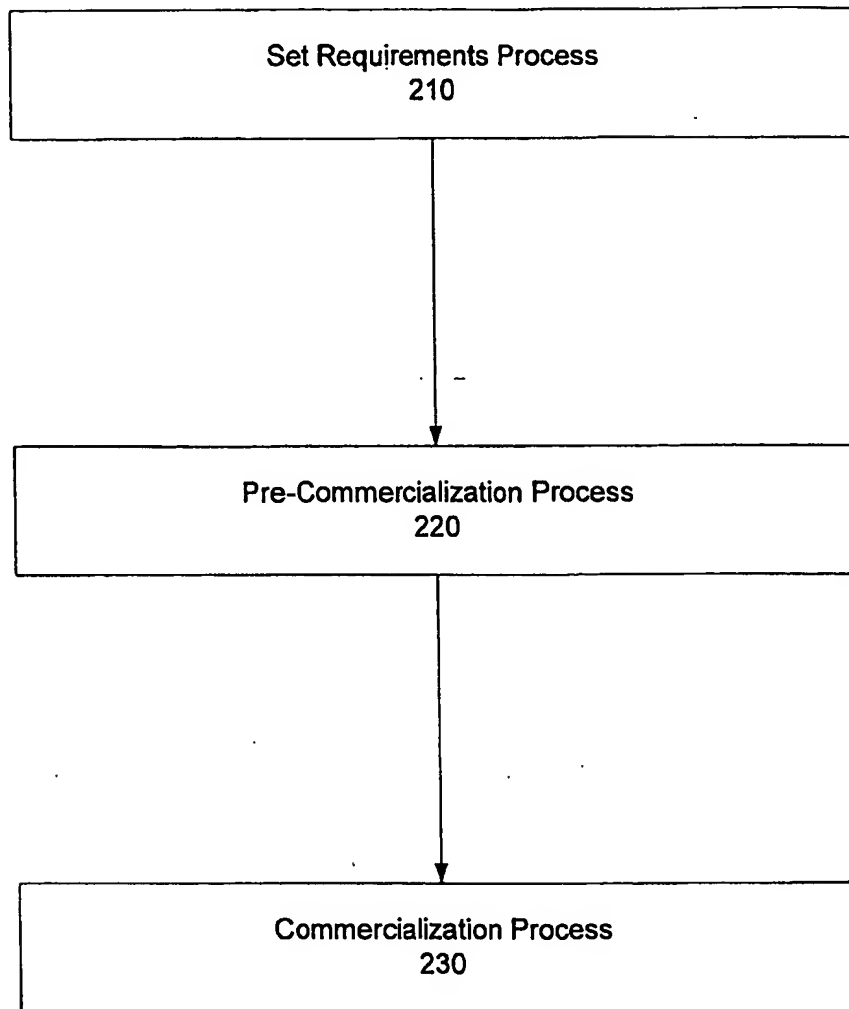 Set Requirements Process
210
Pre-Commercialization Process
220
Commercialization Process
230